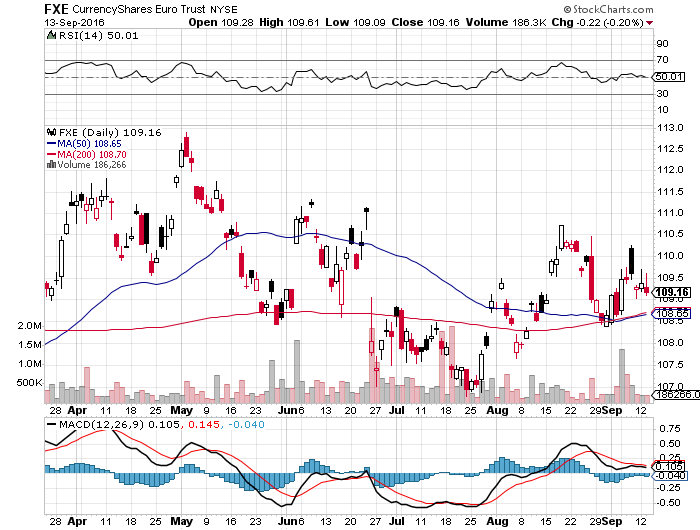 FXE CurrencyShares Euro Trust NYSE © StockCharts.com
13-Sep-2016 Open 109.28 High 109.61 Low 109.09 Close 109.16 Volume 186.3K Chg -0.22 (-0.20%)
RSI(14) 50.01
90
70
50.01
30
10
FXE (Daily) 109.16
MA(50) 108.65
MA(200) 108.70
Volume 186,266
113.0
112.5
112.0
111.5
111.0
110.5
110.0
109.5
109.16
109.0
108.65
108.5
108.0
107.5
107.0
2.0M
1.5M
1.0M
500K
186266.0
28 Apr 11 18 25 May 9 16 23 Jun 6 13 20 27 Jul 11 18 25 Aug 8 15 22 29 Sep 12
MACD(12,26,9) 0.105, 0.145, -0.040
0.75
0.50
0.25
0.105
-0.040
-0.25
-0.50
28 Apr 11 18 25 May 9 16 23 Jun 6 13 20 27 Jul 11 18 25 Aug 8 15 22 29 Sep 12